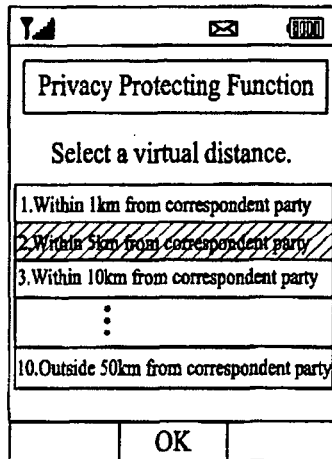 Privacy Protecting Function
Select a virtual distance.
1.Within 1km from correspondent party
2.Within 5km from correspondent party
3.Within 10km from correspondent party
10.Outside 50km from correspondent party
OK